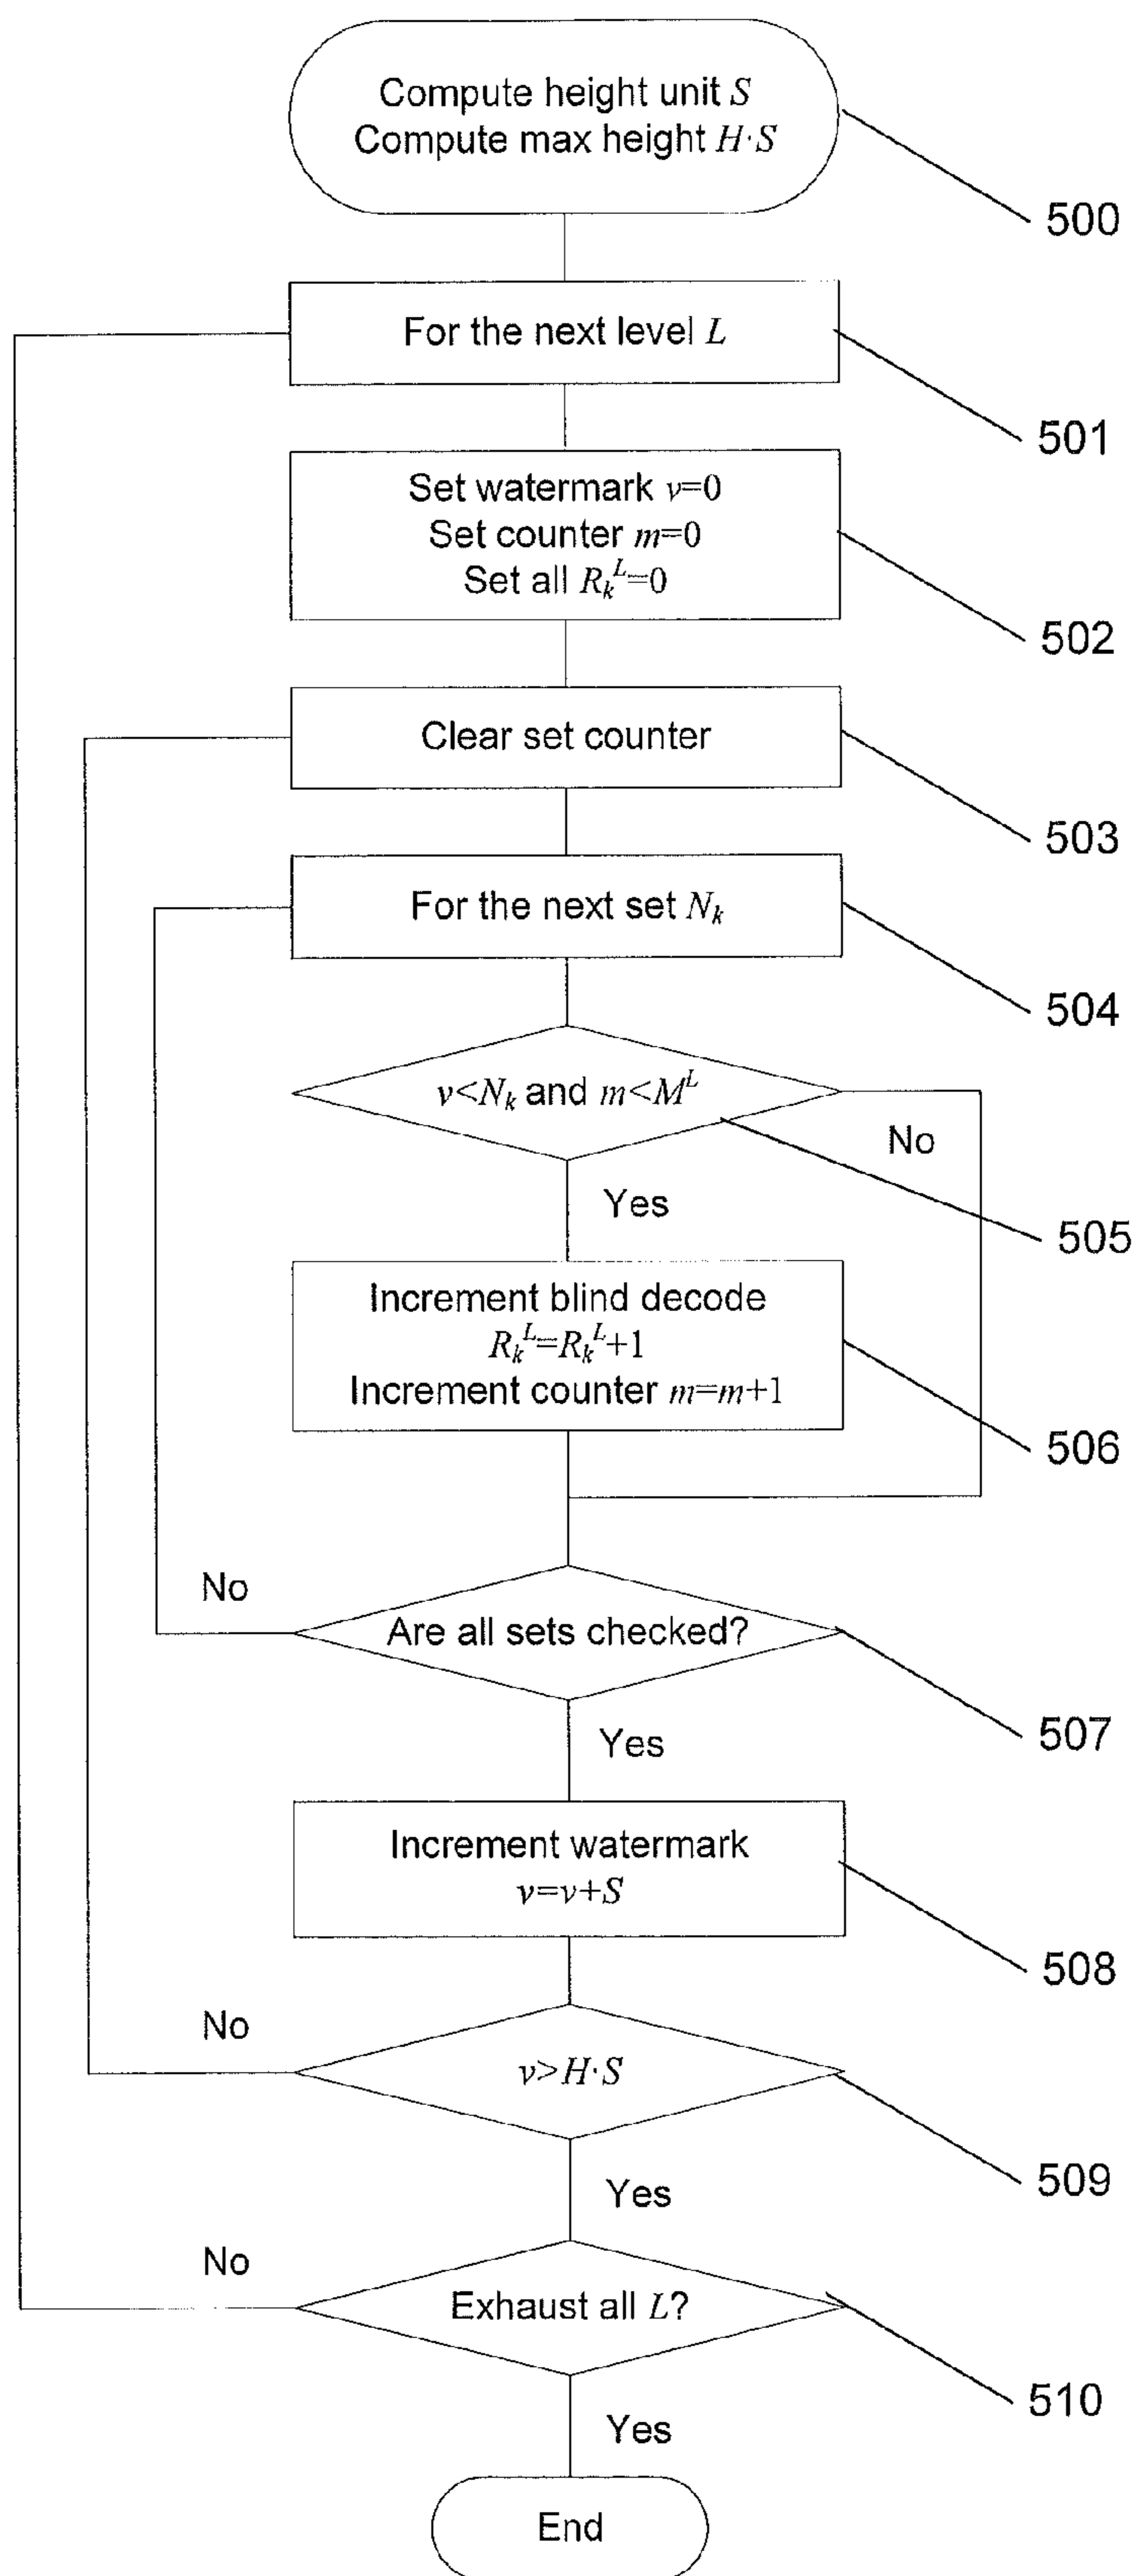 Compute height unit S
Compute max height H·S
500
For the next level L
501
Set watermark v=0
Set counter m=0
Set all R_k^L=0
502
Clear set counter
503
For the next set N_k
504
v<N_k and m<M^L
No
505
Yes
Increment blind decode
R_k^L=R_k^L+1
Increment counter m=m+1
506
No
Are all sets checked?
507
Yes
Increment watermark
v=v+S
508
No
v>H·S
509
Yes
No
Exhaust all L?
510
Yes
End